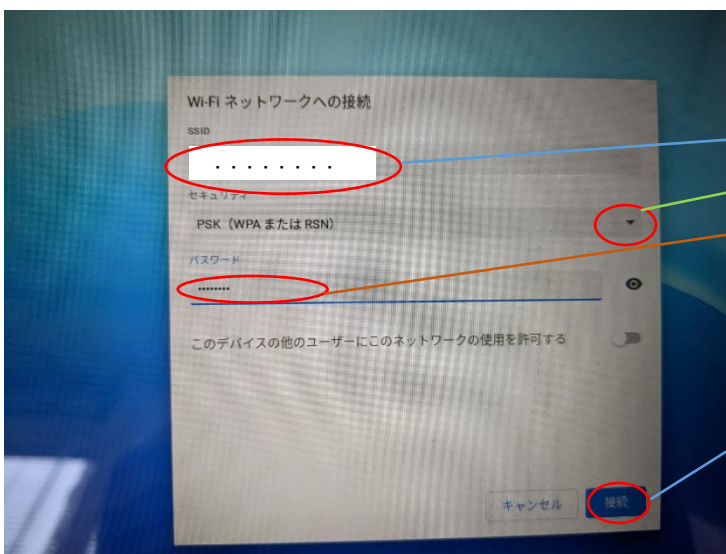 Wi-Fi ネットワークへの接続
SSID
・・・・・・・・
セキュリティ
PSK（WPA または RSN）
パスワード
••••••••
このデバイスの他のユーザーにこのネットワークの使用を許可する
キャンセル
接続